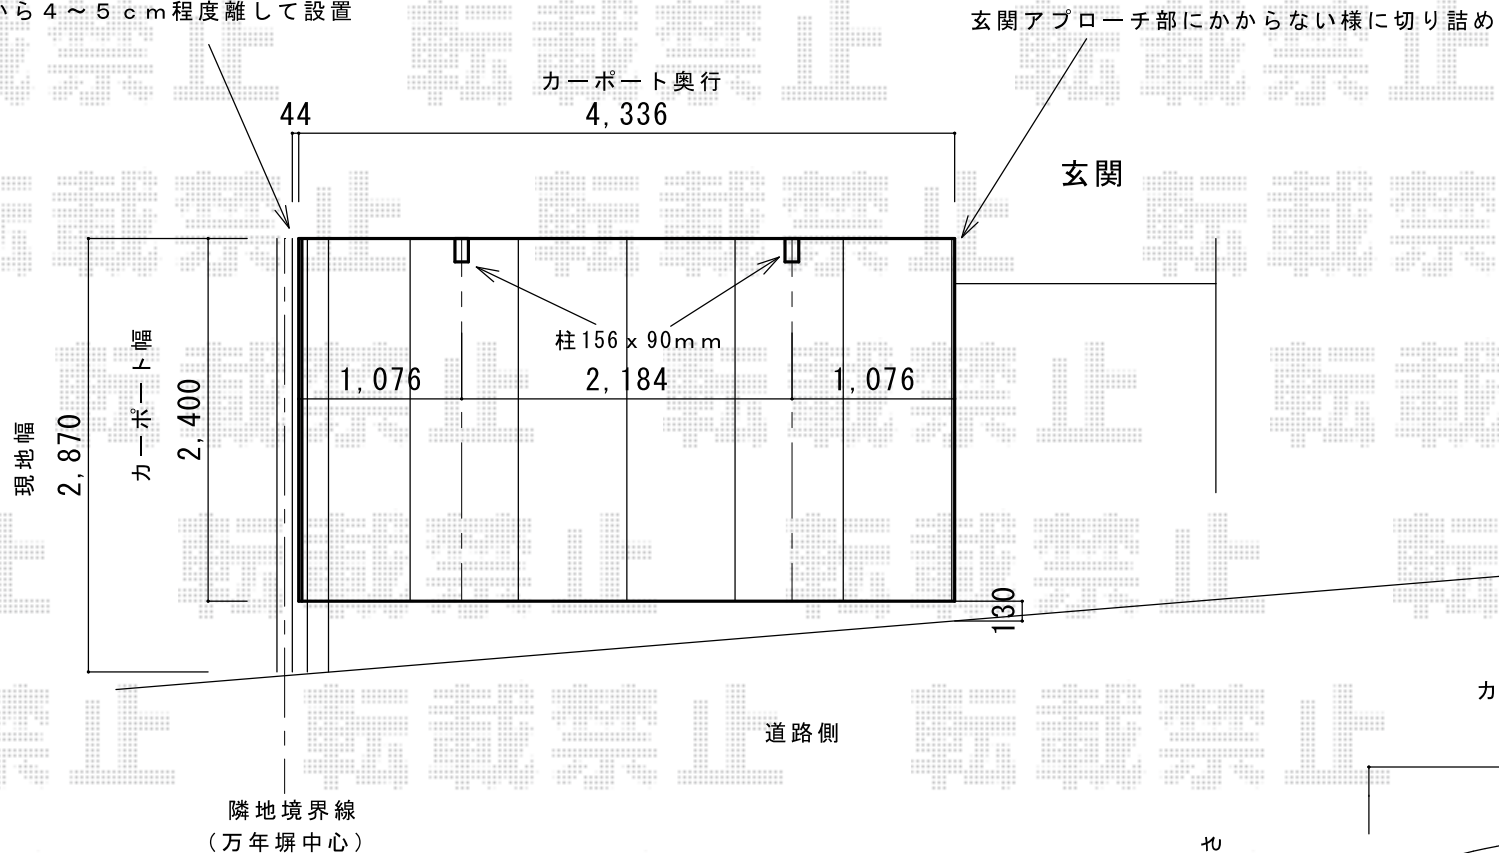 から４～５ｃｍ程度離して設置
玄関アプローチ部にかからない様に切り詰め
カーポート奥行
44
4,336
玄関
柱156ｘ90ｍｍ
1,076
2,184
1,076
現地幅
2,870
カーポート幅
2,400
130
道路側
カ
隣地境界線
（万年塀中心）
転載禁止